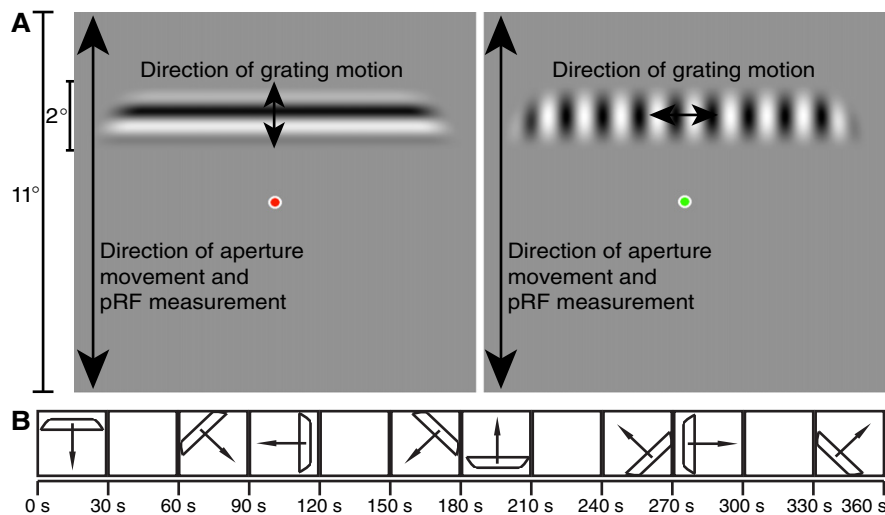 A
Direction of grating motion
Direction of grating motion
2°
11°
Direction of aperture
movement and
pRF measurement
Direction of aperture
movement and
pRF measurement
B
0 s 30 s 60 s 90 s 120 s 150 s 180 s 210 s 240 s 270 s 300 s 330 s 360 s